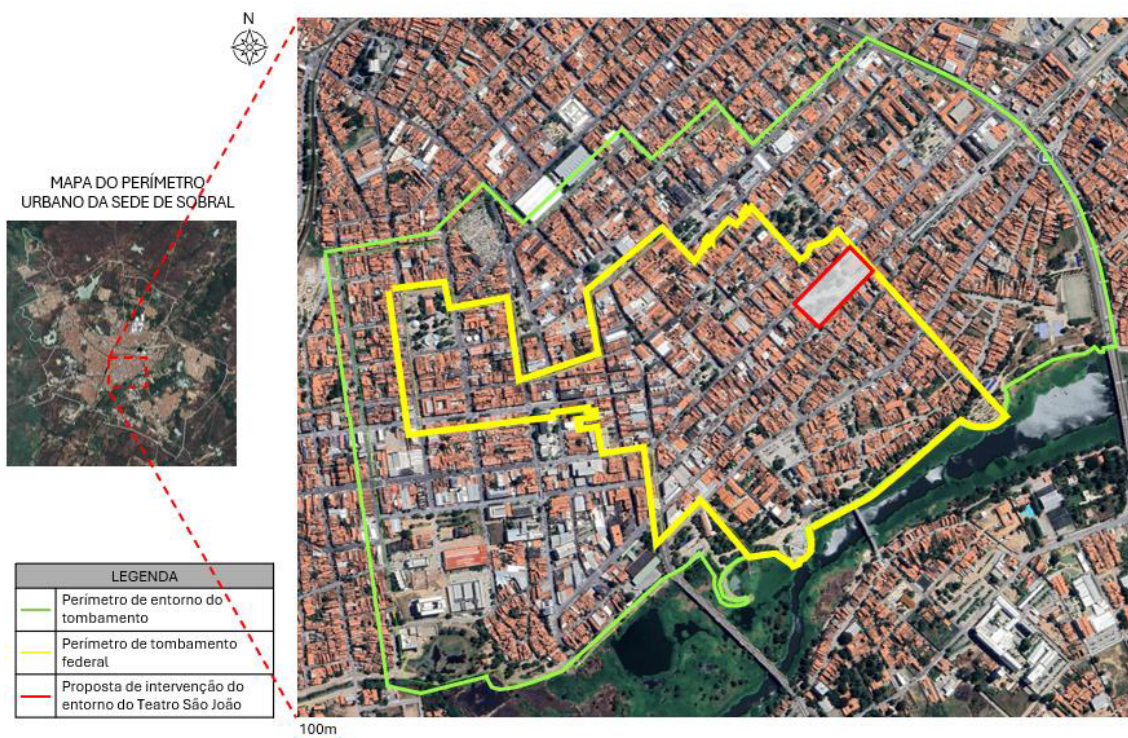 N
MAPA DO PERÍMETRO
URBANO DA SEDE DE SOBRAL
LEGENDA
Perímetro de entorno do
tombamento
Perímetro de tombamento
federal
Proposta de intervenção do
entorno do Teatro São João
100m